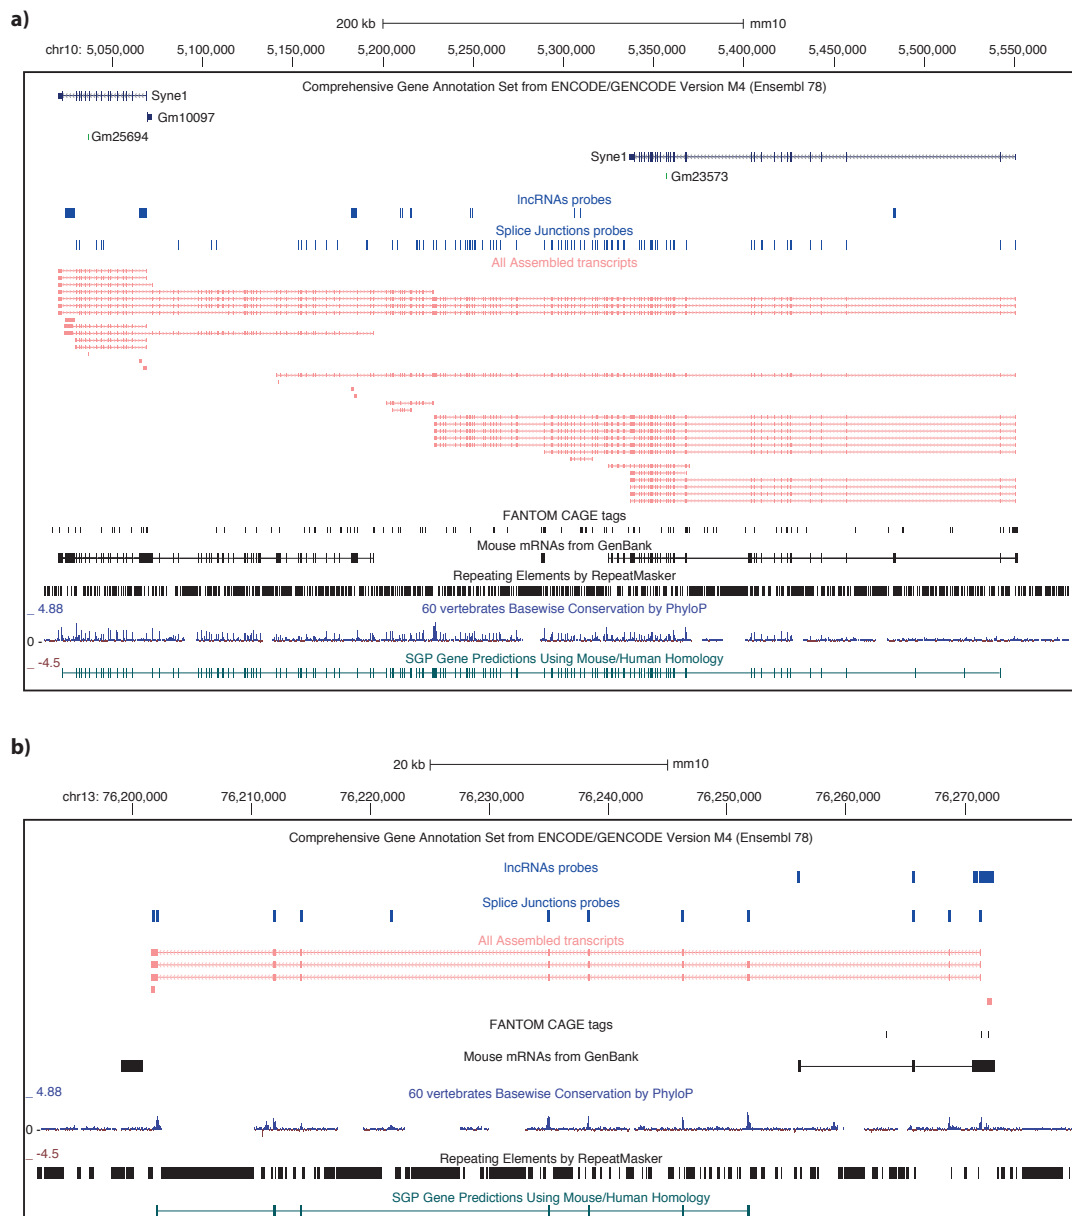 a)
200 kb mm10
chr10: 5,050,000 5,100,000 5,150,000 5,200,000 5,250,000 5,300,000 5,350,000 5,400,000 5,450,000 5,500,000 5,550,000
Comprehensive Gene Annotation Set from ENCODE/GENCODE Version M4 (Ensembl 78)
Syne1
Gm10097
Gm25694
Syne1
Gm23573
lncRNAs probes
Splice Junctions probes
All Assembled transcripts
FANTOM CAGE tags
Mouse mRNAs from GenBank
Repeating Elements by RepeatMasker
_ 4.88 60 vertebrates Basewise Conservation by PhyloP
0 -
_ -4.5 SGP Gene Predictions Using Mouse/Human Homology
b)
20 kb mm10
chr13: 76,200,000 76,210,000 76,220,000 76,230,000 76,240,000 76,250,000 76,260,000 76,270,000
Comprehensive Gene Annotation Set from ENCODE/GENCODE Version M4 (Ensembl 78)
lncRNAs probes
Splice Junctions probes
All Assembled transcripts
FANTOM CAGE tags
Mouse mRNAs from GenBank
_ 4.88 60 vertebrates Basewise Conservation by PhyloP
0 -
_ -4.5 Repeating Elements by RepeatMasker
SGP Gene Predictions Using Mouse/Human Homology